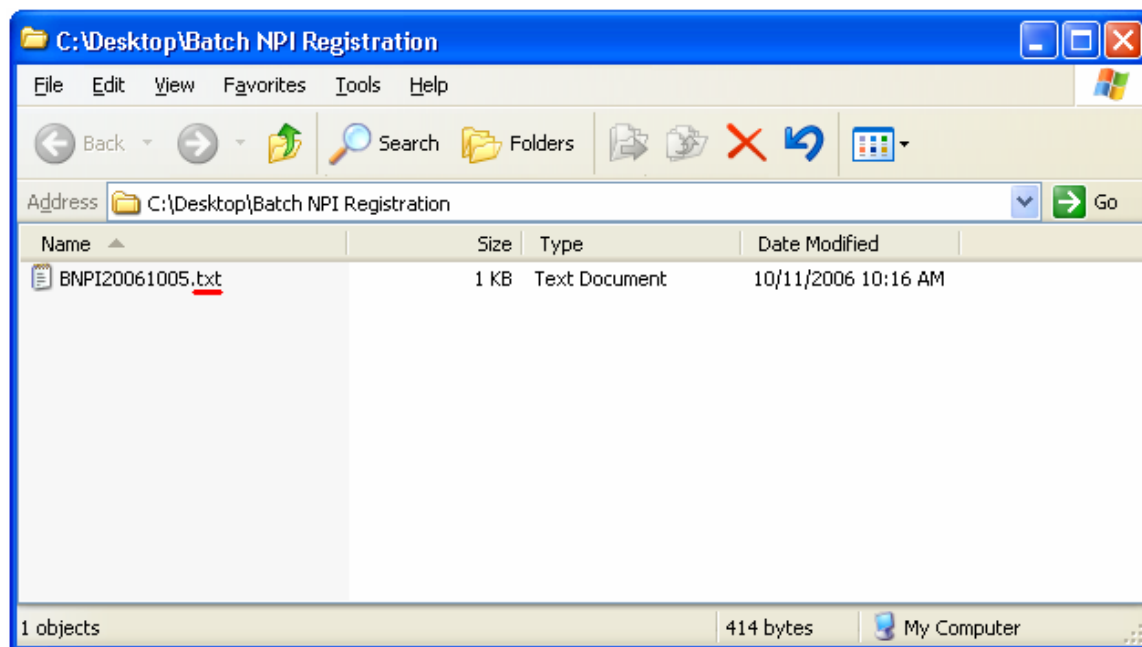 C:\Desktop\Batch NPI Registration
File Edit View Favorites Tools Help
Back Search Folders
Address C:\Desktop\Batch NPI Registration Go
Name Size Type Date Modified
BNPI20061005.txt 1 KB Text Document 10/11/2006 10:16 AM
1 objects 414 bytes My Computer